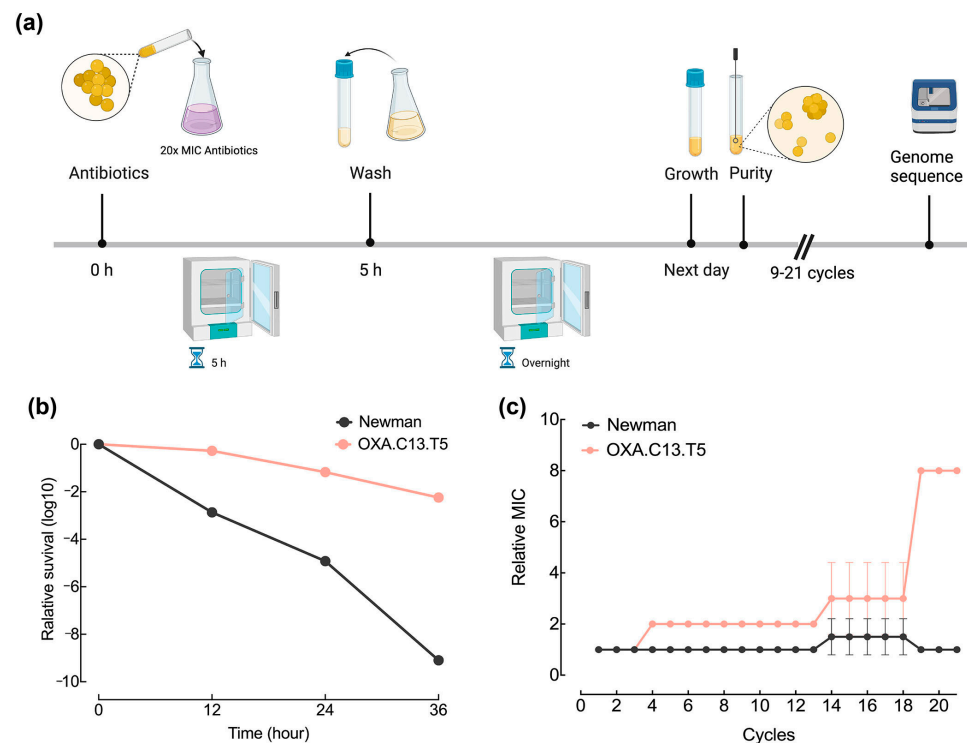 (a)
20x MIC Antibiotics
Antibiotics
Wash
Growth
Purity
Genome
sequence
0 h
5 h
Next day
9-21 cycles
5 h
Overnight
(b)
Newman
OXA.C13.T5
Ralative suvival (log10)
0
−2
−4
−6
−8
−10
0
12
24
36
Time (hour)
(c)
Newman
OXA.C13.T5
Relative MIC
10
8
6
4
2
0
0
2
4
6
8
10
12
14
16
18
20
Cycles